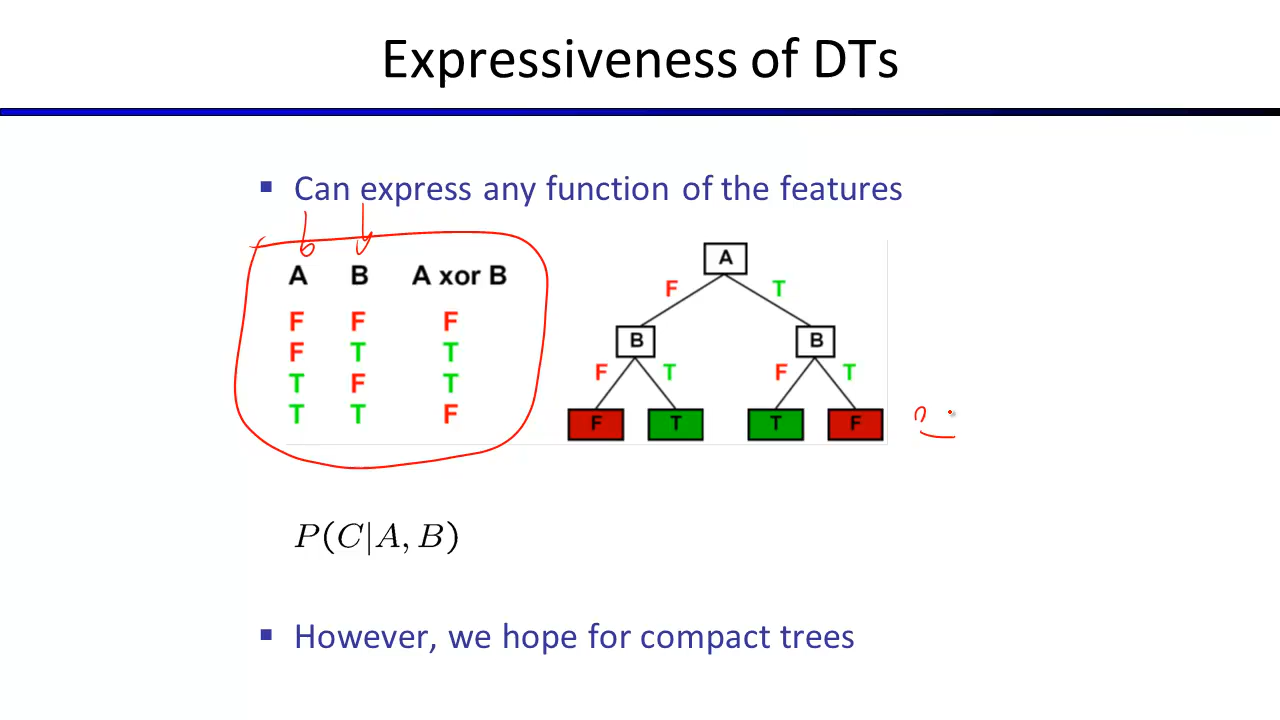 Expressiveness of DTs
▪ Can express any function of the features
A B A xor B
F F F
F T T
T F T
T T F
A
F T
B B
F T F T
F T T F
P(C|A, B)
▪ However, we hope for compact trees